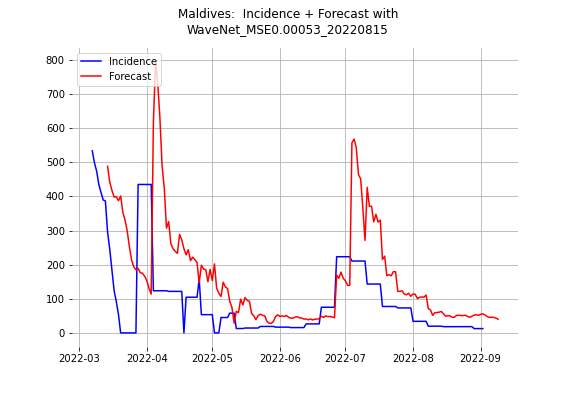 Maldives:  Incidence + Forecast with
WaveNet_MSE0.00053_20220815
Incidence
Forecast
800
700
600
500
400
300
200
100
0
2022-03 2022-04 2022-05 2022-06 2022-07 2022-08 2022-09